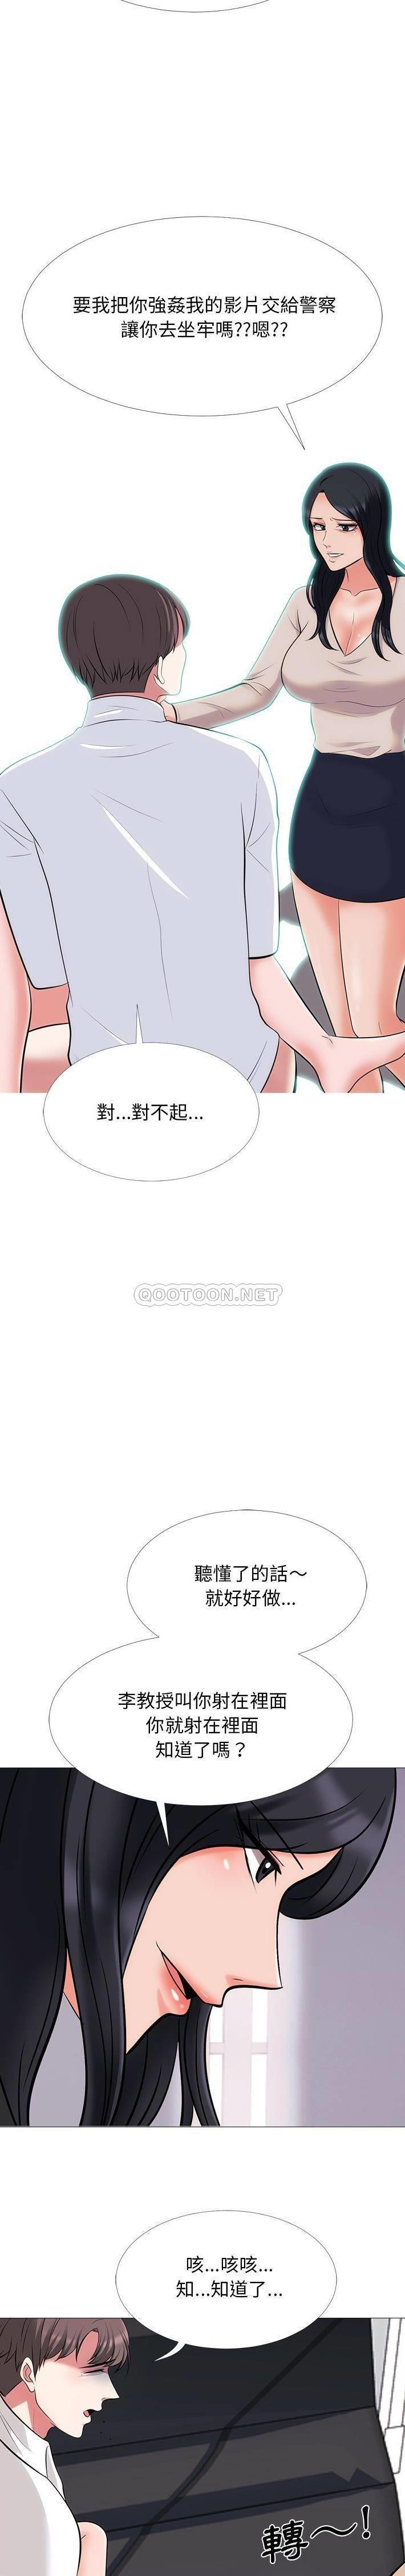 要我把你強姦我的影片交給警察
讓你去坐牢嗎??嗯??
對...對不起...
QOOTOON.NET
聽懂了的話～
就好好做...
李教授叫你射在裡面
你就射在裡面
知道了嗎？
咳...咳咳...
知...知道了...
轉～!